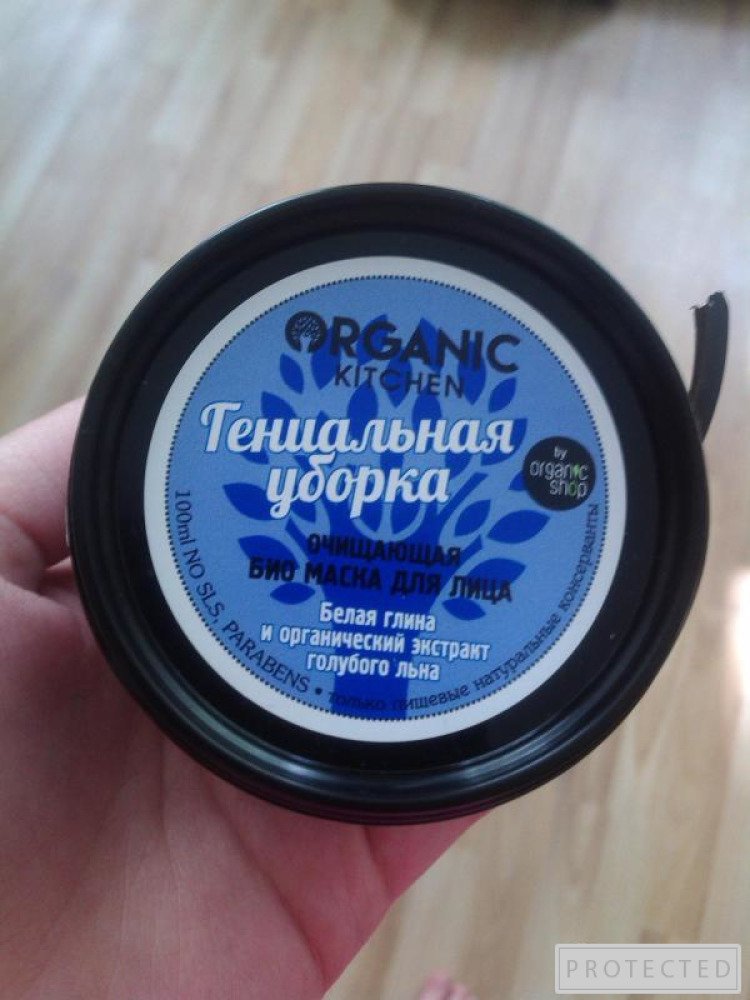 ORGANIC
KITCHEN
Гениальная
уборка
by
organic
shop
ОЧИЩАЮЩАЯ
БИО МАСКА ДЛЯ ЛИЦА
Белая глина
и органический экстракт
голубого льна
100ml NO SLS, PARABENS • только пищевые натуральные консерванты
PROTECTED